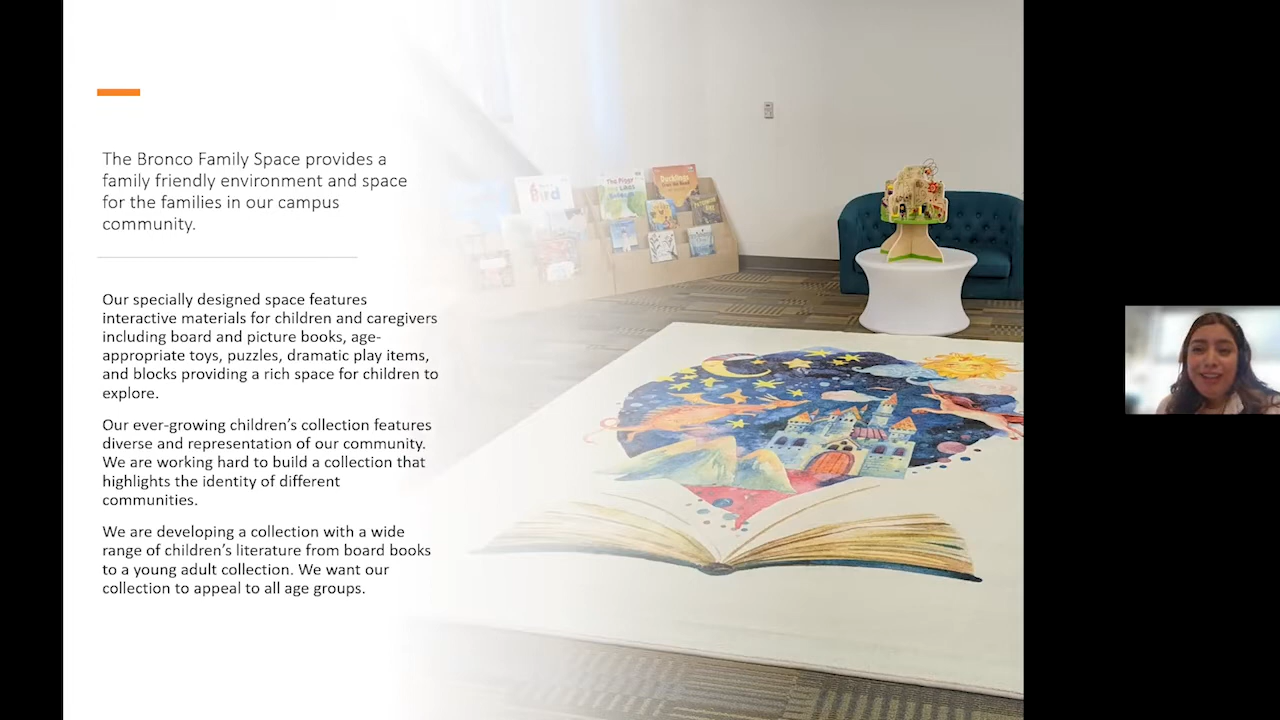 The Bronco Family Space provides a
family friendly environment and space
for the families in our campus
community.
Our specially designed space features
interactive materials for children and caregivers
including board and picture books, age-
appropriate toys, puzzles, dramatic play items,
and blocks providing a rich space for children to
explore.
Our ever-growing children's collection features
diverse and representation of our community.
We are working hard to build a collection that
highlights the identity of different
communities.
We are developing a collection with a wide
range of children's literature from board books
to a young adult collection. We want our
collection to appeal to all age groups.
Bird